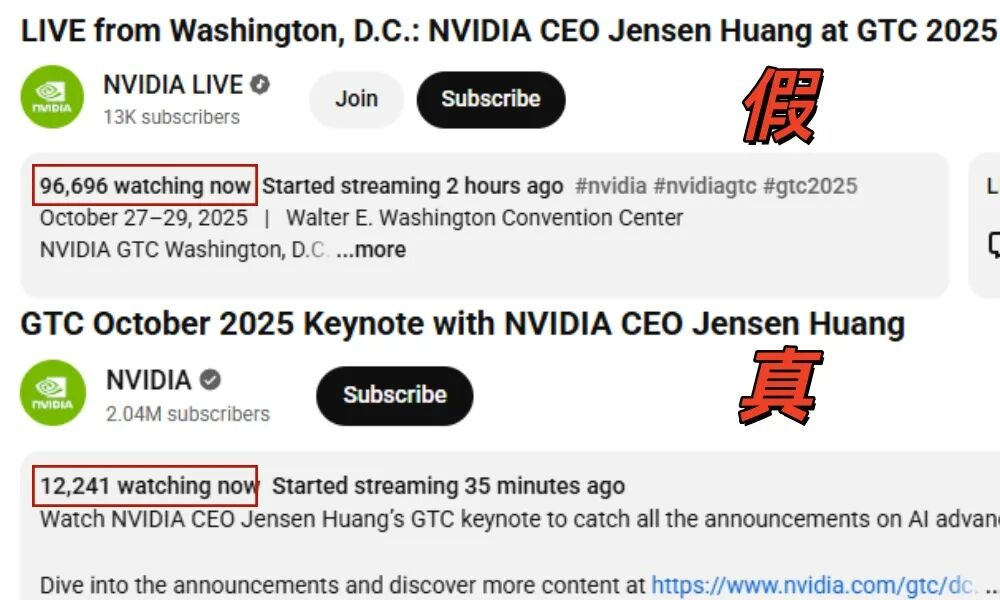 LIVE from Washington, D.C.: NVIDIA CEO Jensen Huang at GTC 2025
NVIDIA
NVIDIA LIVE
13K subscribers
Join
Subscribe
假
96,696 watching now Started streaming 2 hours ago #nvidia #nvidiagtc #gtc2025
October 27–29, 2025 | Walter E. Washington Convention Center
NVIDIA GTC Washington, D.C. ...more
GTC October 2025 Keynote with NVIDIA CEO Jensen Huang
NVIDIA
NVIDIA
2.04M subscribers
Subscribe
真
12,241 watching now Started streaming 35 minutes ago
Watch NVIDIA CEO Jensen Huang's GTC keynote to catch all the announcements on AI advan
Dive into the announcements and discover more content at https://www.nvidia.com/gtc/dc. ..